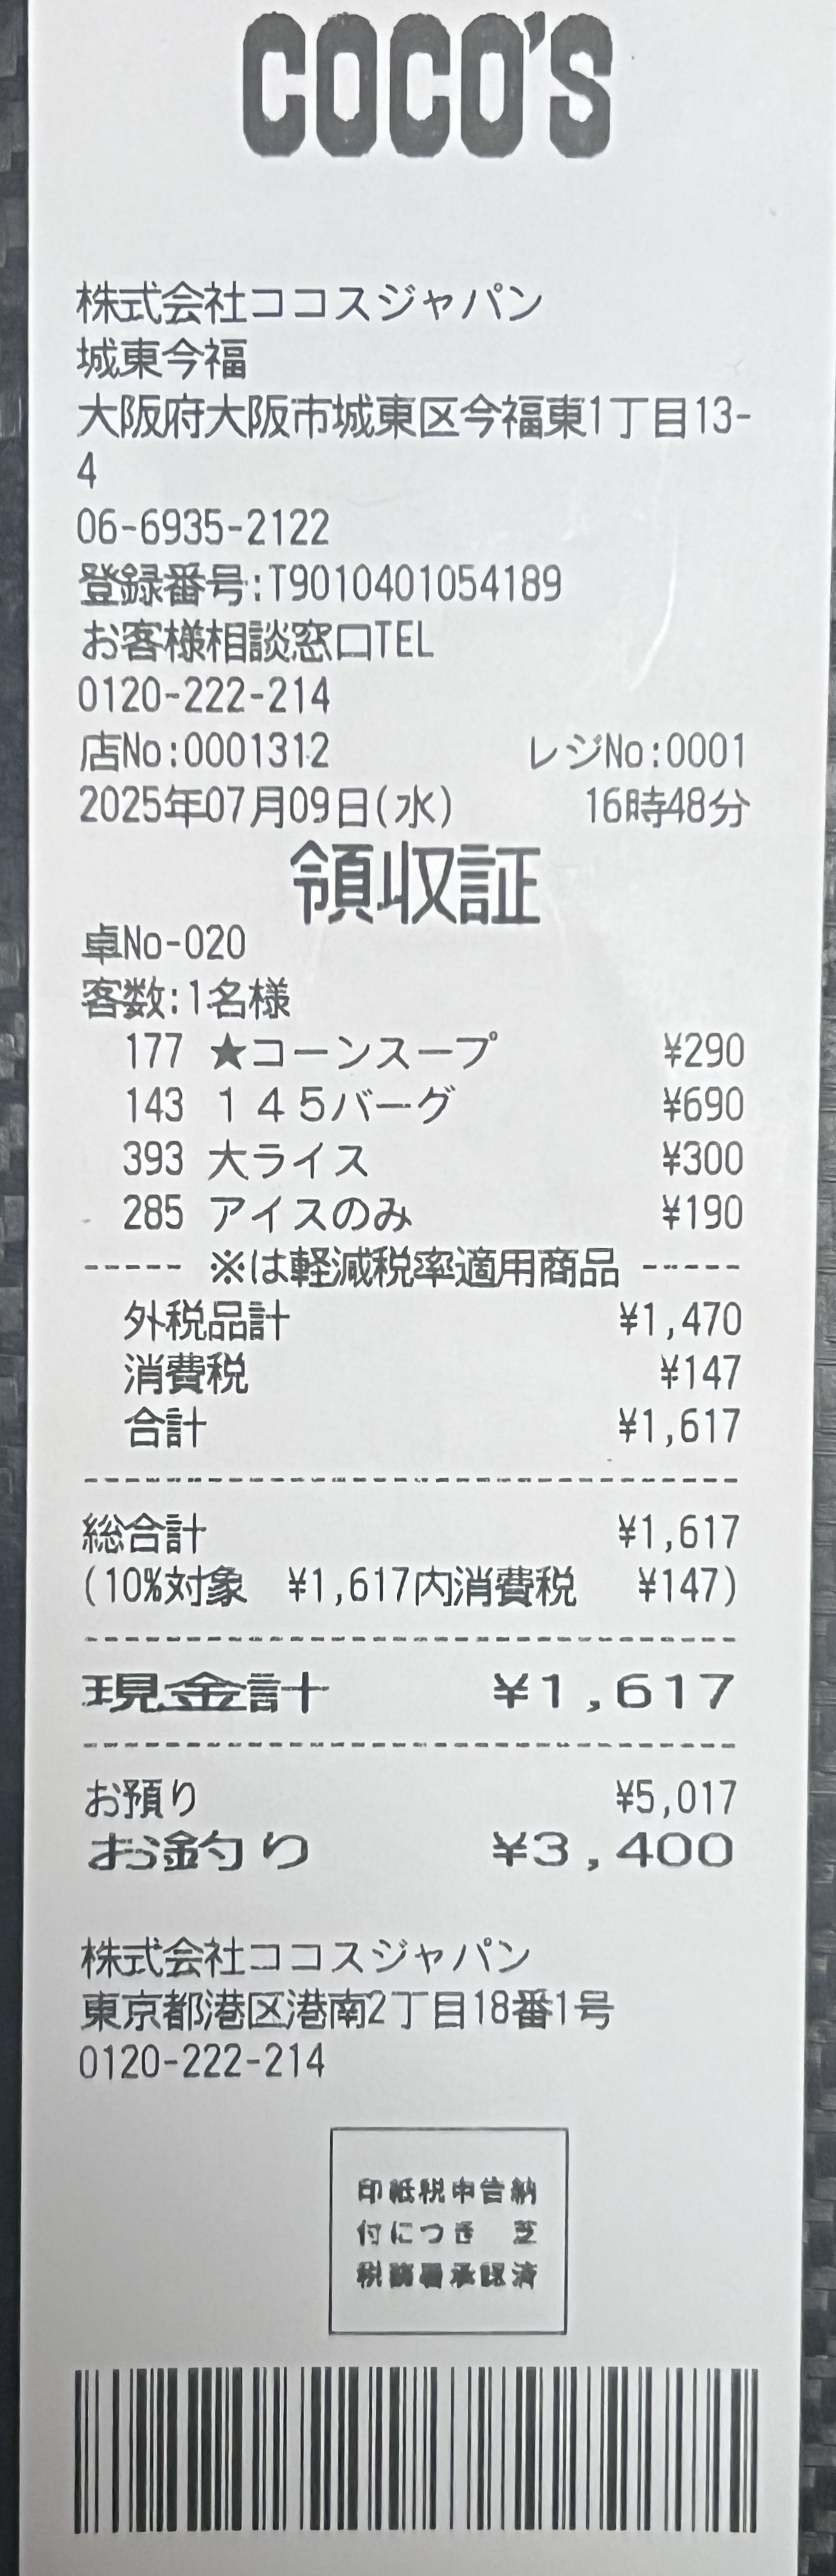 COCO'S
株式会社ココスジャパン
城東今福
大阪府大阪市城東区今福東1丁目13-
4
06-6935-2122
登録番号:T9010401054189
お客様相談窓口TEL
0120-222-214
店No:0001312 レジNo:0001
2025年07月09日(水) 16時48分
領収証
卓No-020
客数:1名様
177 ★コーンスープ ¥290
143 145バーグ ¥690
393 大ライス ¥300
285 アイスのみ ¥190
----- ※は軽減税率適用商品 -----
外税品計 ¥1,470
消費税 ¥147
合計 ¥1,617
総合計 ¥1,617
(10%対象 ¥1,617内消費税 ¥147)
現金計 ¥1,617
お預り ¥5,017
お釣り ¥3,400
株式会社ココスジャパン
東京都港区港南2丁目18番1号
0120-222-214
印紙税申告納
付につき 芝
税務署承認済